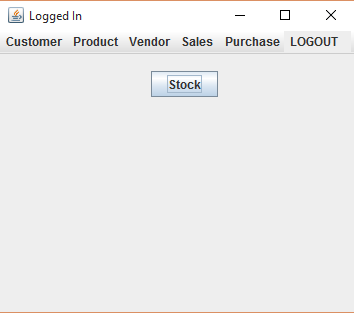 Logged In
Customer Product Vendor Sales Purchase LOGOUT
Stock